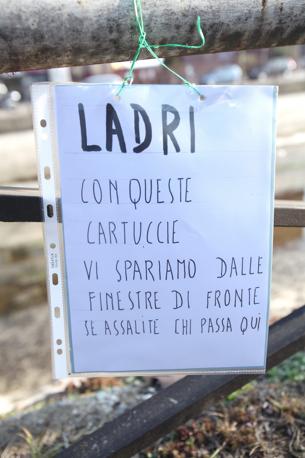 LADRI
CON QUESTE
CARTUCCIE
VI SPARIAMO DALLE
FINESTRE DI FRONTE
SE ASSALITE CHI PASSA QUI